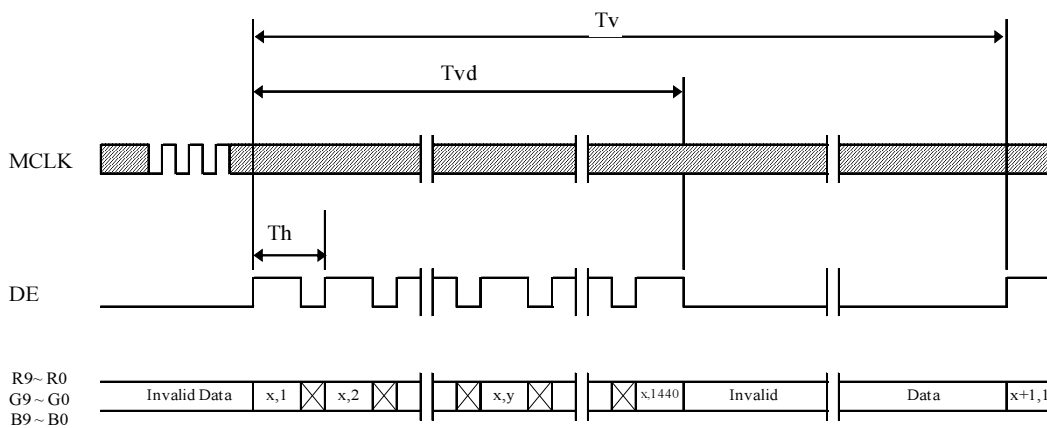 Tv
Tvd
MCLK
Th
DE
R9~ R0
G9~ G0
B9~ B0
Invalid Data x,1 x,2 x,y x,1440 Invalid Data x+1,1